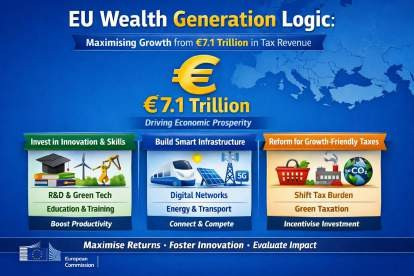 EU Wealth Generation Logic:
Maximising Growth from €7.1 Trillion in Tax Revenue
€
€7.1 Trillion
Driving Economic Prosperity
Invest in Innovation & Skills
R&D & Green Tech
Education & Training
Boost Productivity
Build Smart Infrastructure
5G
Digital Networks
Energy & Transport
Connect & Compete
Reform for Growth-Friendly Taxes
CO₂
Shift Tax Burden
Green Taxation
Incentivise Investment
Maximise Returns • Foster Innovation • Evaluate Impact
European
Commission